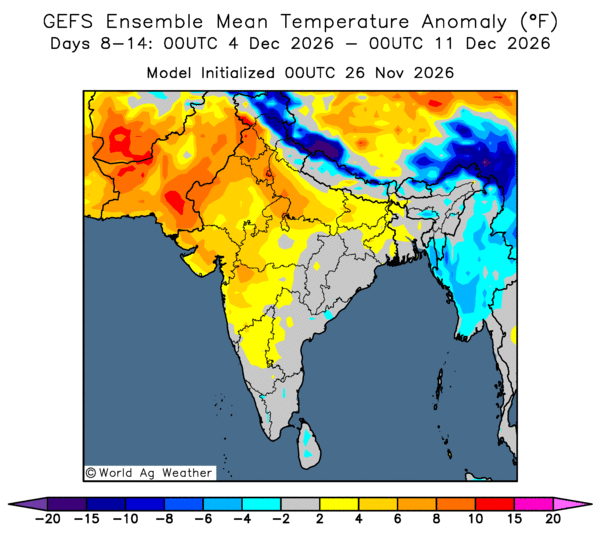 GEFS Ensemble Mean Temperature Anomaly (°F)
Days 8-14: 00UTC 4 Dec 2026 - 00UTC 11 Dec 2026
Model Initialized 00UTC 26 Nov 2026
© World Ag Weather
-20 -15 -10 -8 -6 -4 -2 2 4 6 8 10 15 20